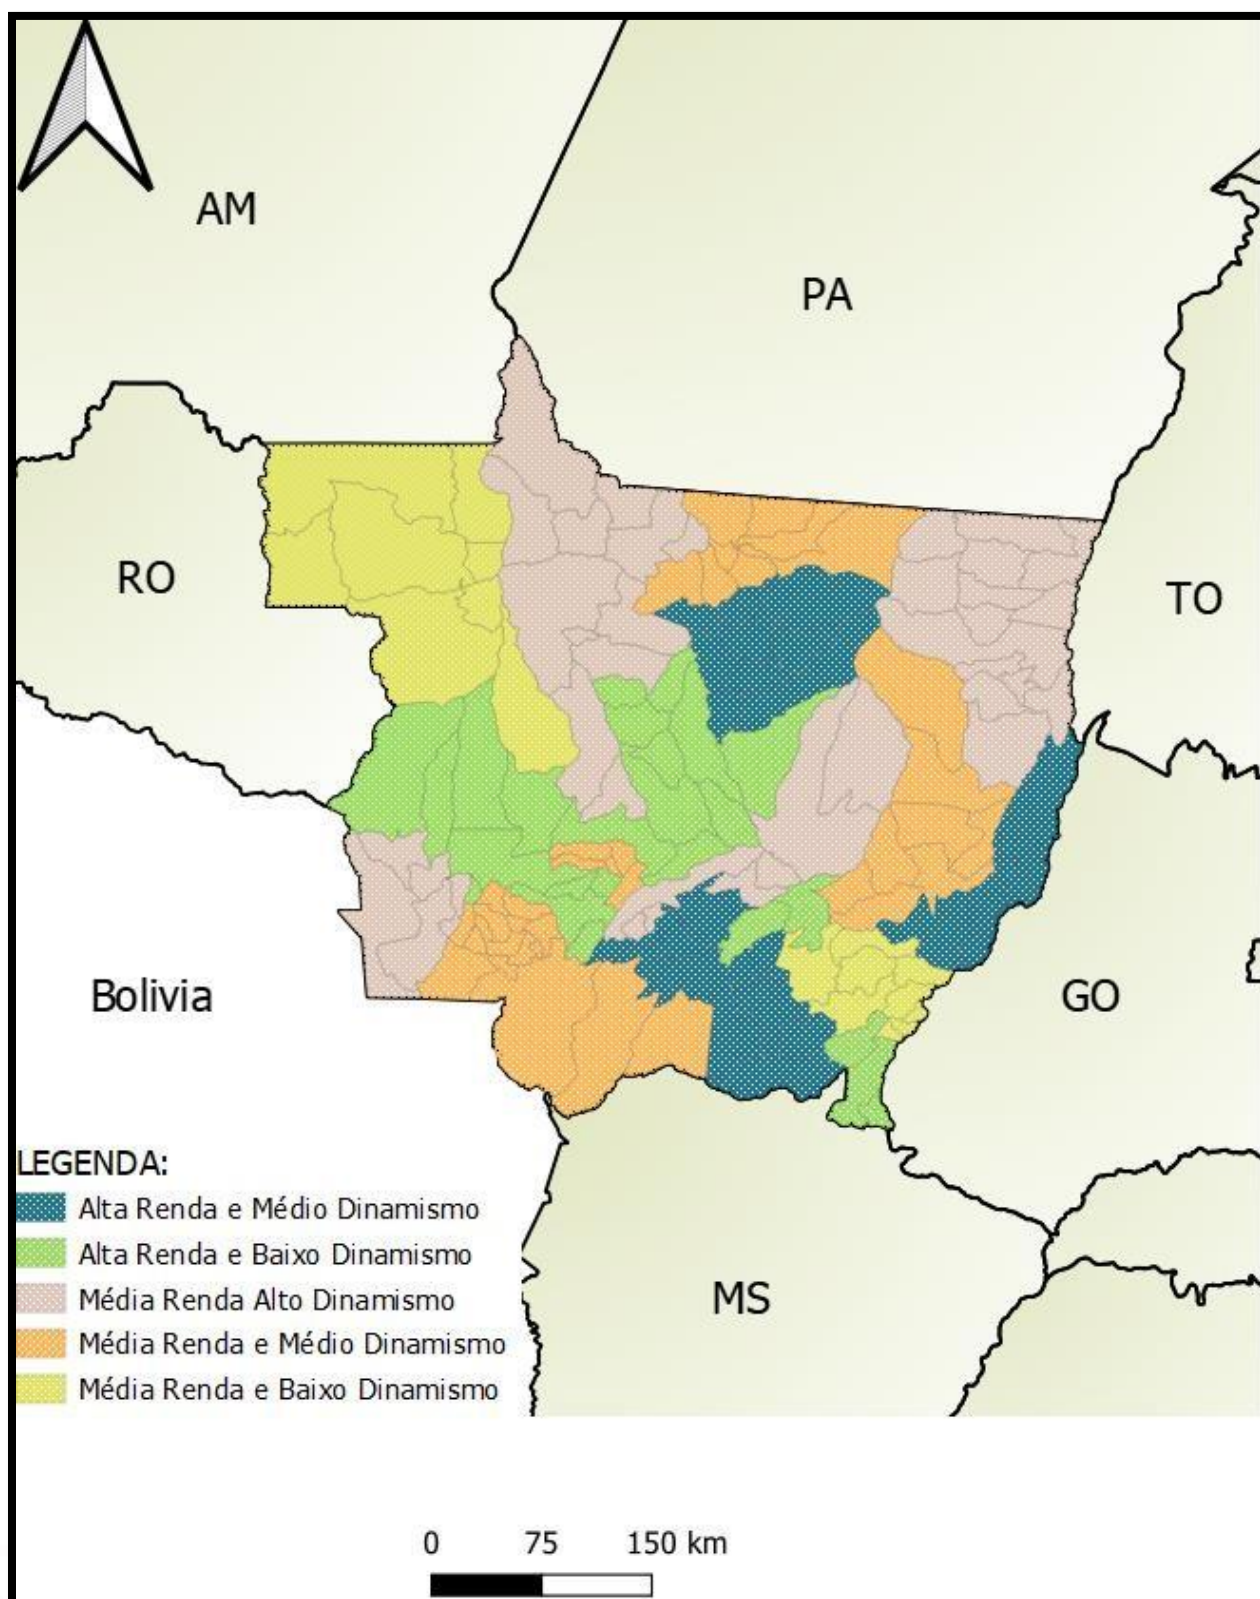 AM
PA
RO
TO
Bolivia
GO
LEGENDA:
Alta Renda e Médio Dinamismo
Alta Renda e Baixo Dinamismo
Média Renda Alto Dinamismo
MS
Média Renda e Médio Dinamismo
Média Renda e Baixo Dinamismo
0 75 150 km